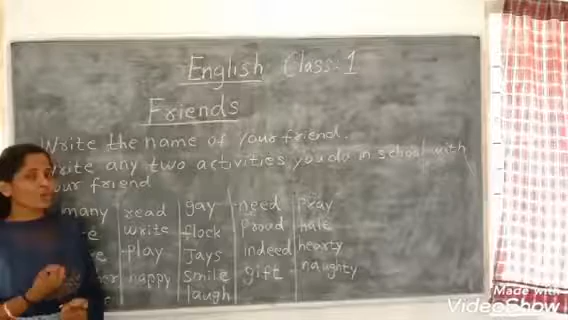 English Class:1
Friends
Write the name of your friend.
Write any two activities you do in school with
our friend
many read gay need Pray
write flock Proud hale
Play Jays indeed hearty
happy smile gift naughty
laugh
Made with
VideoShow